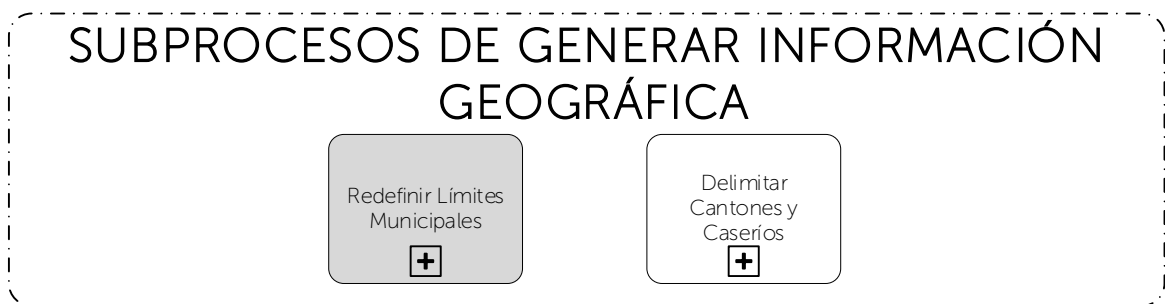 SUBPROCESOS DE GENERAR INFORMACIÓN
GEOGRÁFICA
Redefinir Límites
Municipales
Delimitar
Cantones y
Caseríos